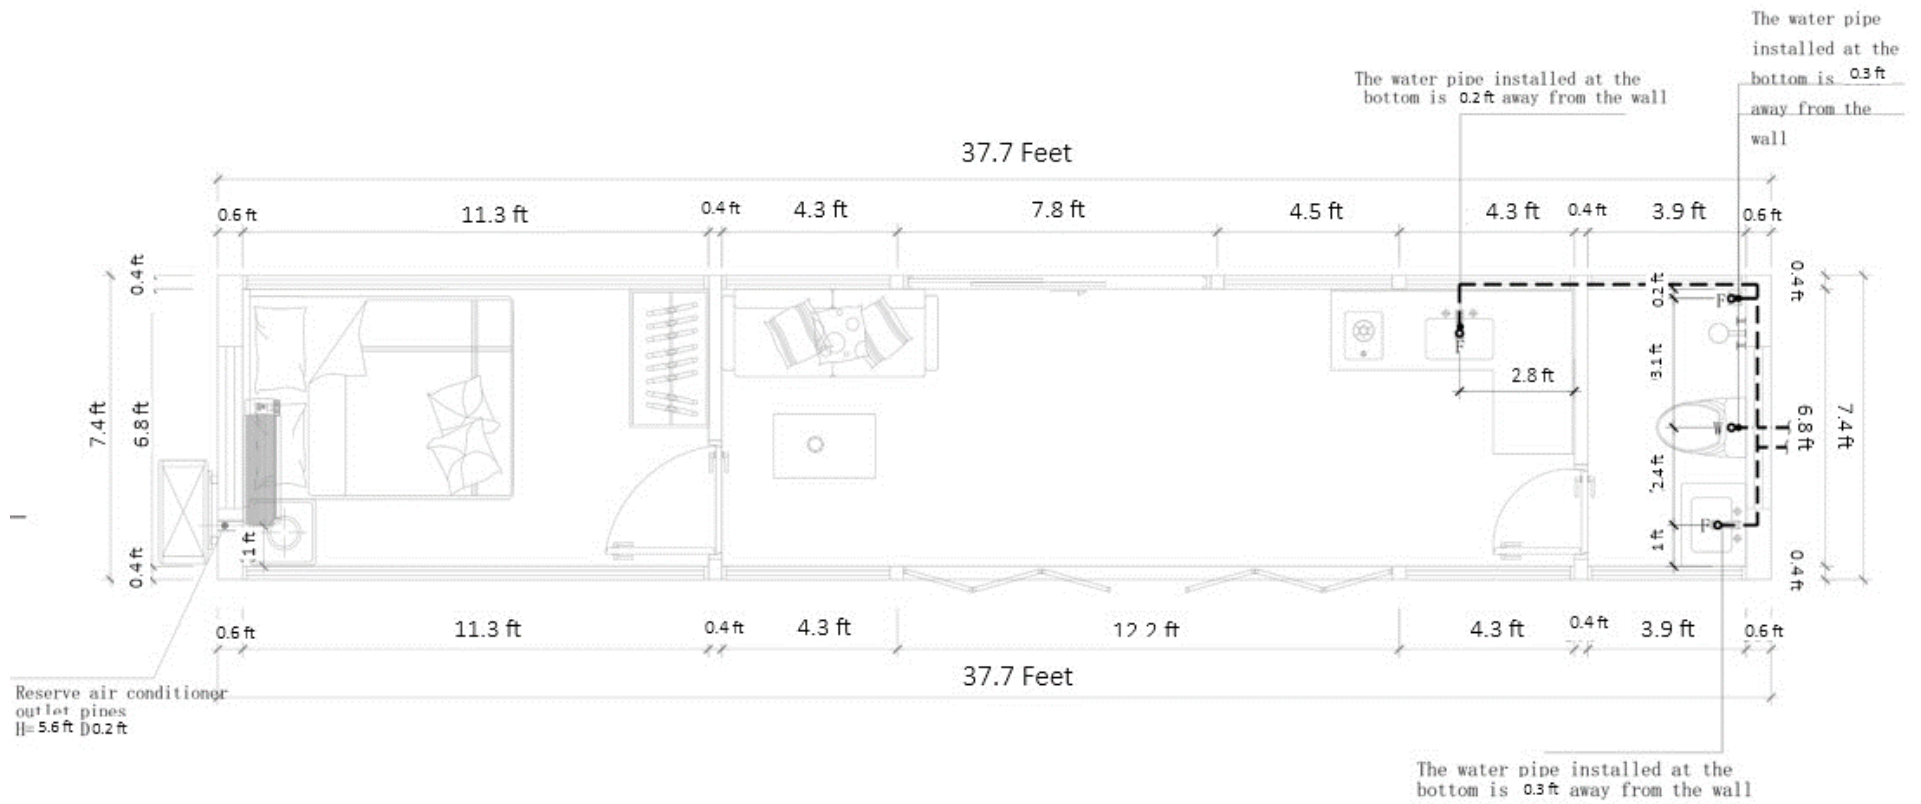 The water pipe
installed at the
bottom is 0.3 ft
away from the
wall
The water pipe installed at the
bottom is 0.2 ft away from the wall
37.7 Feet
0.6 ft 11.3 ft 0.4 ft 4.3 ft 7.8 ft 4.5 ft 4.3 ft 0.4 ft 3.9 ft 0.6 ft
0.4 ft
7.4 ft
6.8 ft
0.4 ft
1 ft
F
2.8 ft
0.2 ft
3.1 ft
2.4 ft
1 ft
F
W
F
0.4 ft
6.8 ft
7.4 ft
0.4 ft
0.6 ft 11.3 ft 0.4 ft 4.3 ft 12.2 ft 4.3 ft 0.4 ft 3.9 ft 0.6 ft
37.7 Feet
Reserve air conditioner
outlet pipes
H= 5.6 ft D 0.2 ft
The water pipe installed at the
bottom is 0.3 ft away from the wall